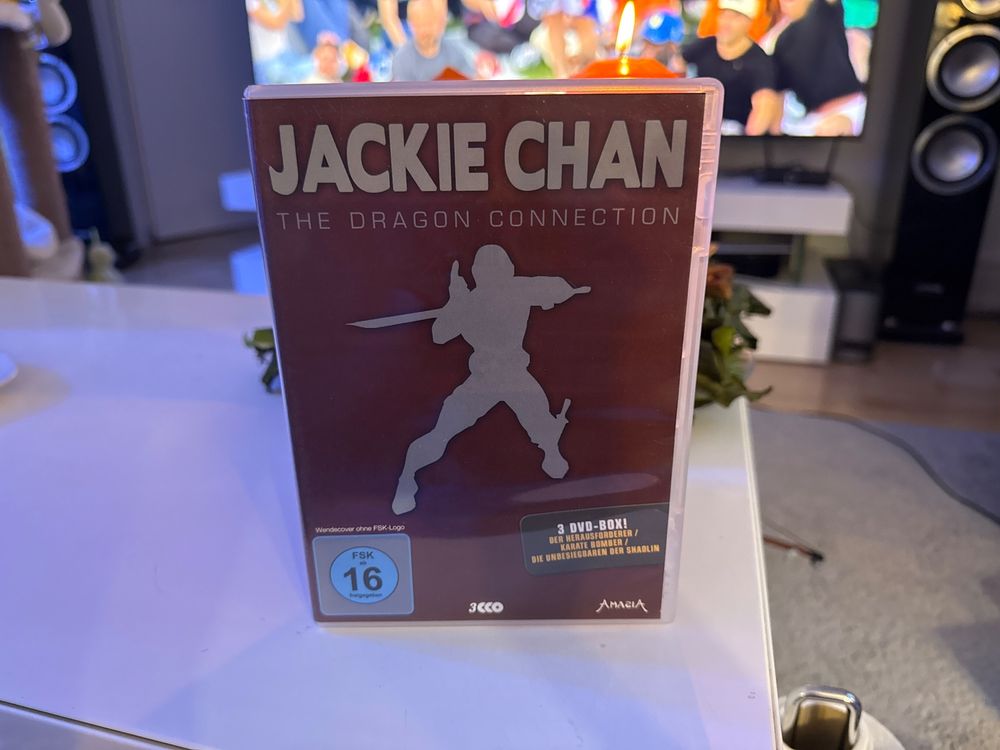 JACKIE CHAN
THE DRAGON CONNECTION
Wendecover ohne FSK-Logo
FSK
ab
16
freigegeben
3 DVD-BOX!
DER HERAUSFORDERER /
KARATE BOMBER /
DIE UNBESIEGBAREN DER SHAOLIN
3
AMAGIA